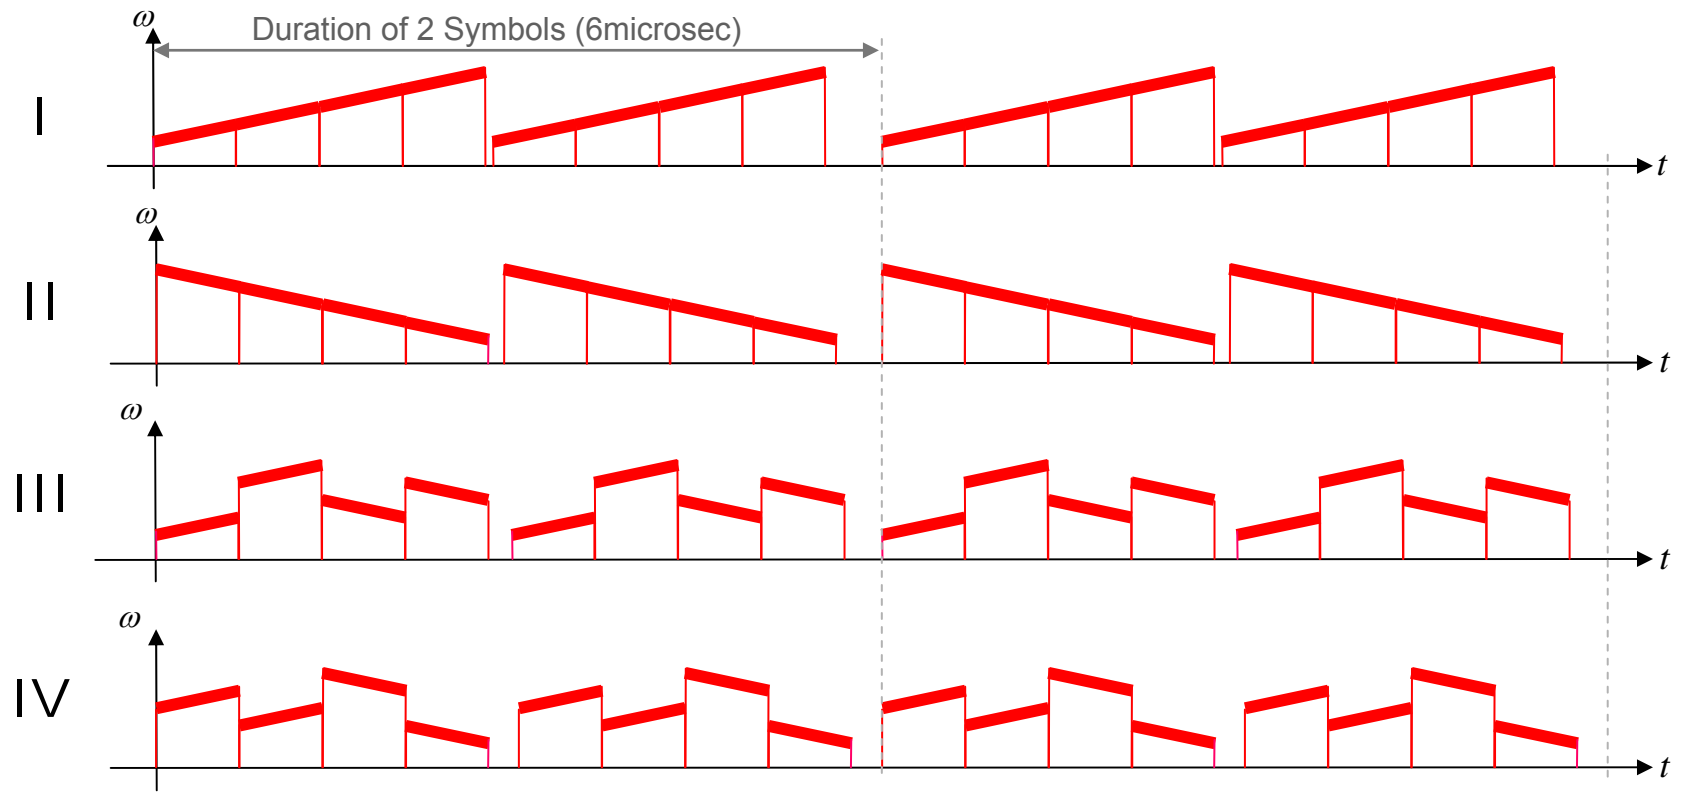 ω
Duration of 2 Symbols (6microsec)
I
t
ω
II
t
ω
III
t
ω
IV
t